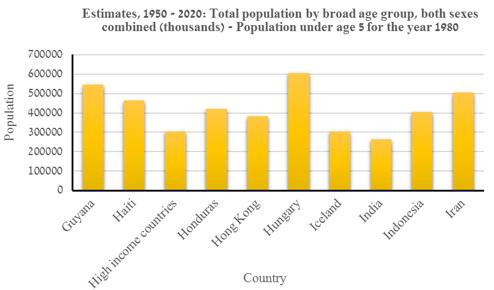 Estimates, 1950 - 2020: Total population by broad age group, both sexes
combined (thousands) - Population under age 5 for the year 1980
Population
700000
600000
500000
400000
300000
200000
100000
0
Guyana
Haiti
High income countries
Honduras
Hong Kong
Hungary
Iceland
India
Indonesia
Iran
Country